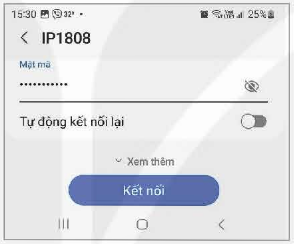 15:30 32° 25%
IP1808
Mật mã
•••••••••••
Tự động kết nối lại
Xem thêm
Kết nối